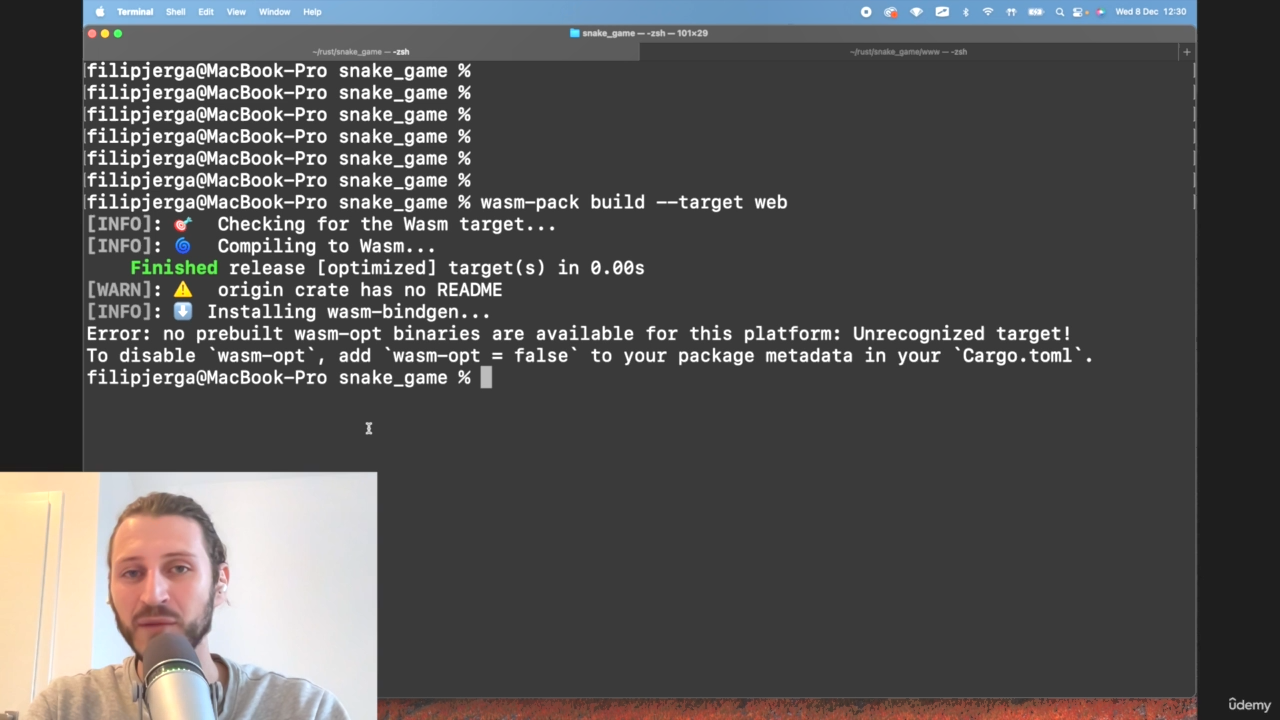 Terminal Shell Edit View Window Help Wed 8 Dec 12:30
snake_game — -zsh — 101×29
~/rust/snake_game — -zsh ~/rust/snake_game/www — -zsh +
filipjerga@MacBook-Pro snake_game %
filipjerga@MacBook-Pro snake_game %
filipjerga@MacBook-Pro snake_game %
filipjerga@MacBook-Pro snake_game %
filipjerga@MacBook-Pro snake_game %
filipjerga@MacBook-Pro snake_game %
filipjerga@MacBook-Pro snake_game % wasm-pack build --target web
[INFO]: 🎯  Checking for the Wasm target...
[INFO]: 🌀  Compiling to Wasm...
Finished release [optimized] target(s) in 0.00s
[WARN]: ⚠️  origin crate has no README
[INFO]: ⬇️ Installing wasm-bindgen...
Error: no prebuilt wasm-opt binaries are available for this platform: Unrecognized target!
To disable `wasm-opt`, add `wasm-opt = false` to your package metadata in your `Cargo.toml`.
filipjerga@MacBook-Pro snake_game %
ûdemy